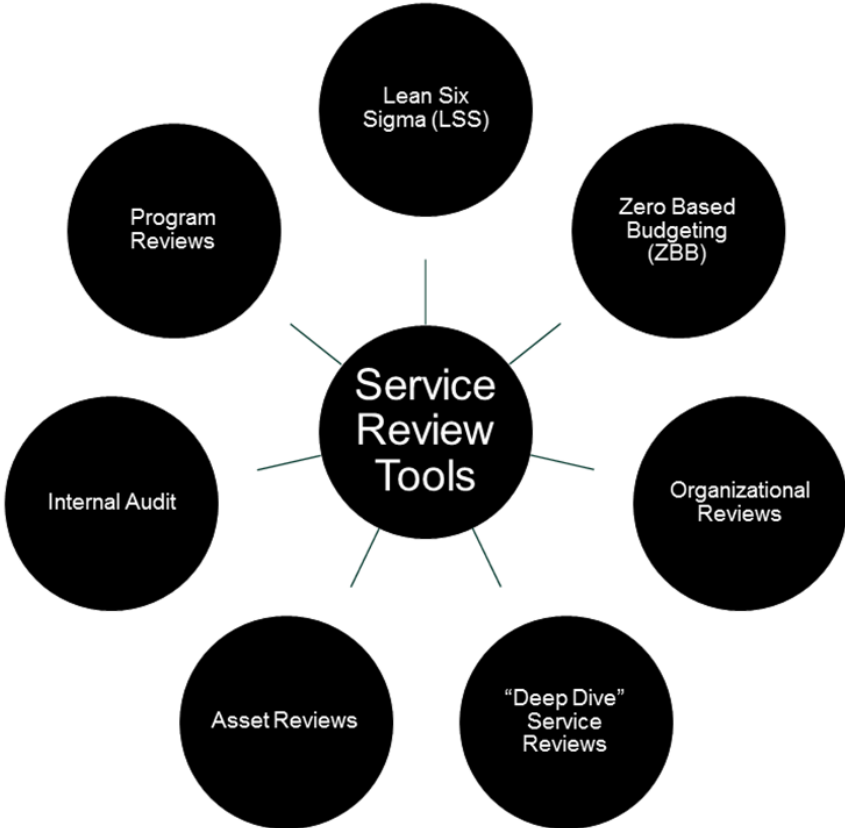 Lean Six
Sigma (LSS)
Zero Based
Budgeting
(ZBB)
Organizational
Reviews
“Deep Dive”
Service
Reviews
Asset Reviews
Internal Audit
Program
Reviews
Service
Review
Tools